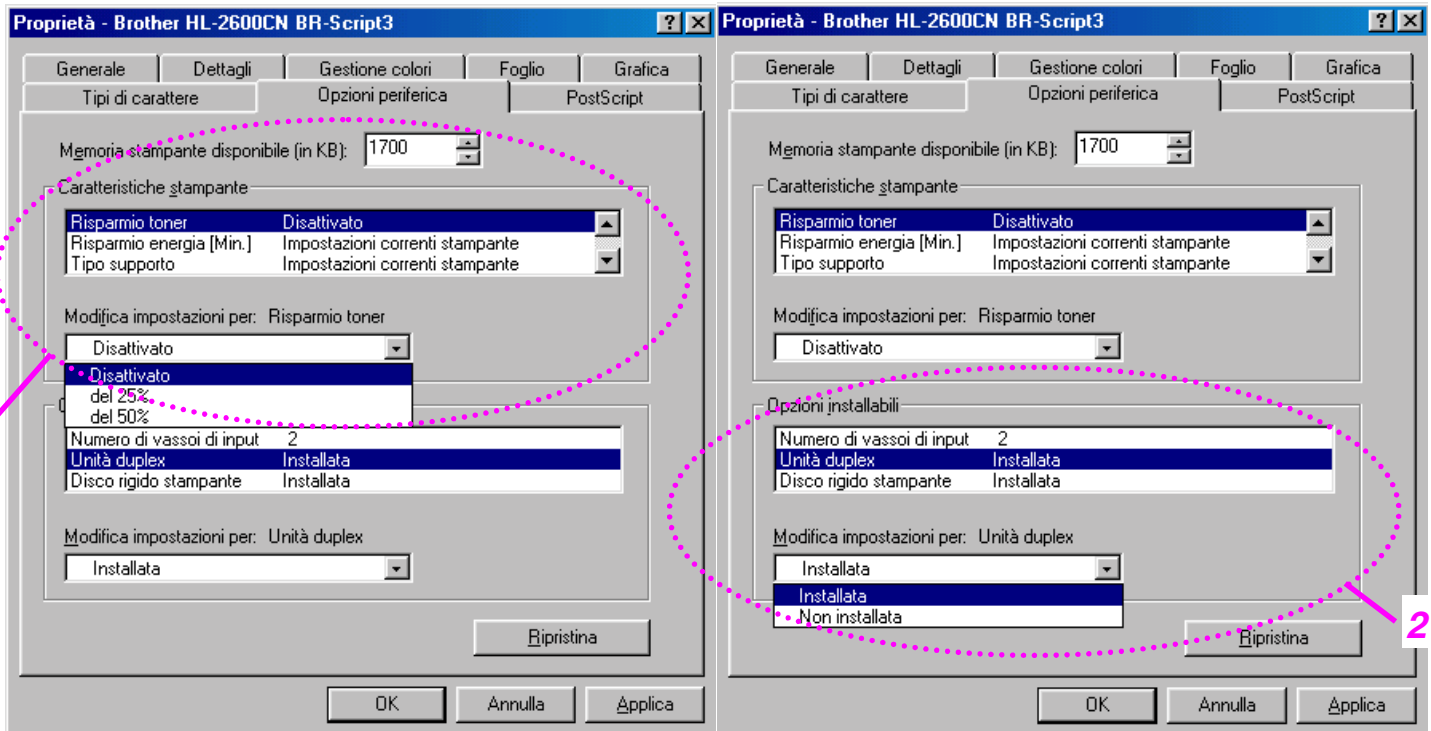 Proprietà - Brother HL-2600CN BR-Script3
Generale Dettagli Gestione colori Foglio Grafica
Tipi di carattere Opzioni periferica PostScript
Memoria stampante disponibile (in KB): 1700
Caratteristiche stampante
Risparmio toner Disattivato
Risparmio energia [Min.] Impostazioni correnti stampante
Tipo supporto Impostazioni correnti stampante
Modifica impostazioni per: Risparmio toner
Disattivato
Disattivato
del 25%
del 50%
Numero di vassoi di input 2
Unità duplex Installata
Disco rigido stampante Installata
Modifica impostazioni per: Unità duplex
Installata
Ripristina
OK Annulla Applica
Proprietà - Brother HL-2600CN BR-Script3
Generale Dettagli Gestione colori Foglio Grafica
Tipi di carattere Opzioni periferica PostScript
Memoria stampante disponibile (in KB): 1700
Caratteristiche stampante
Risparmio toner Disattivato
Risparmio energia [Min.] Impostazioni correnti stampante
Tipo supporto Impostazioni correnti stampante
Modifica impostazioni per: Risparmio toner
Disattivato
Opzioni installabili
Numero di vassoi di input 2
Unità duplex Installata
Disco rigido stampante Installata
Modifica impostazioni per: Unità duplex
Installata
Installata
Non installata
2
Ripristina
OK Annulla Applica